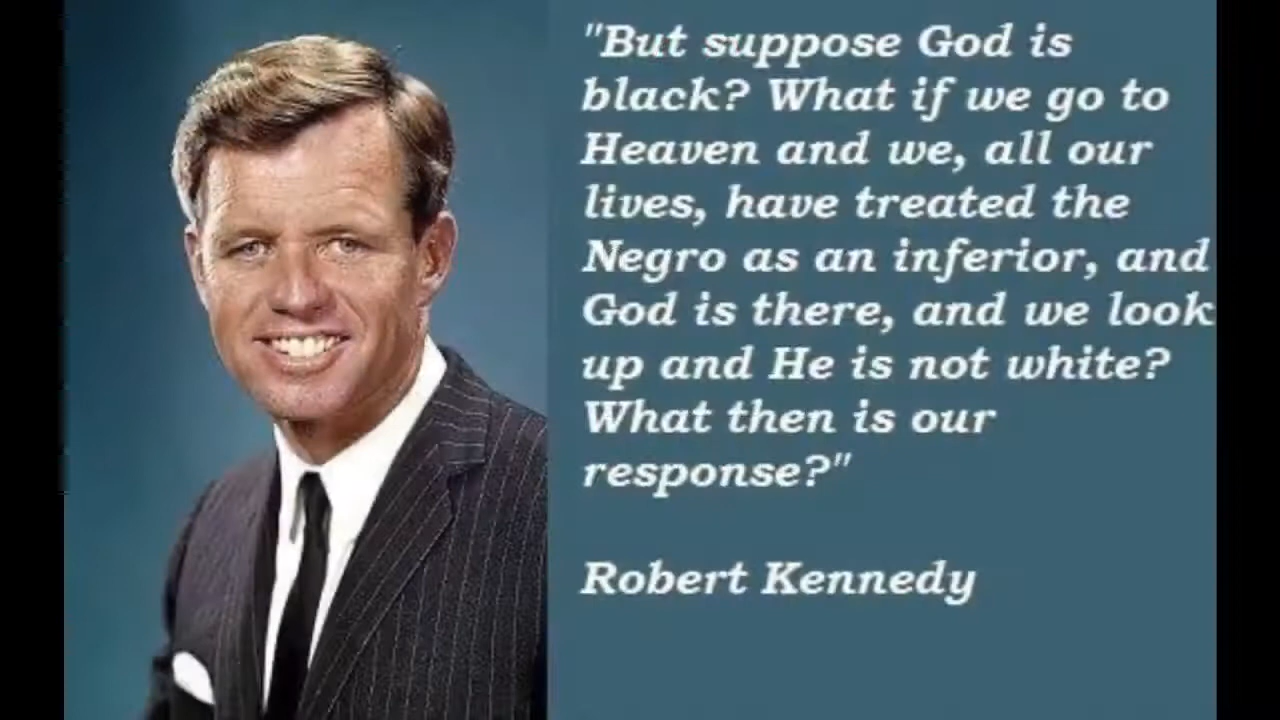 "But suppose God is
black? What if we go to
Heaven and we, all our
lives, have treated the
Negro as an inferior, and
God is there, and we look
up and He is not white?
What then is our
response?"
Robert Kennedy